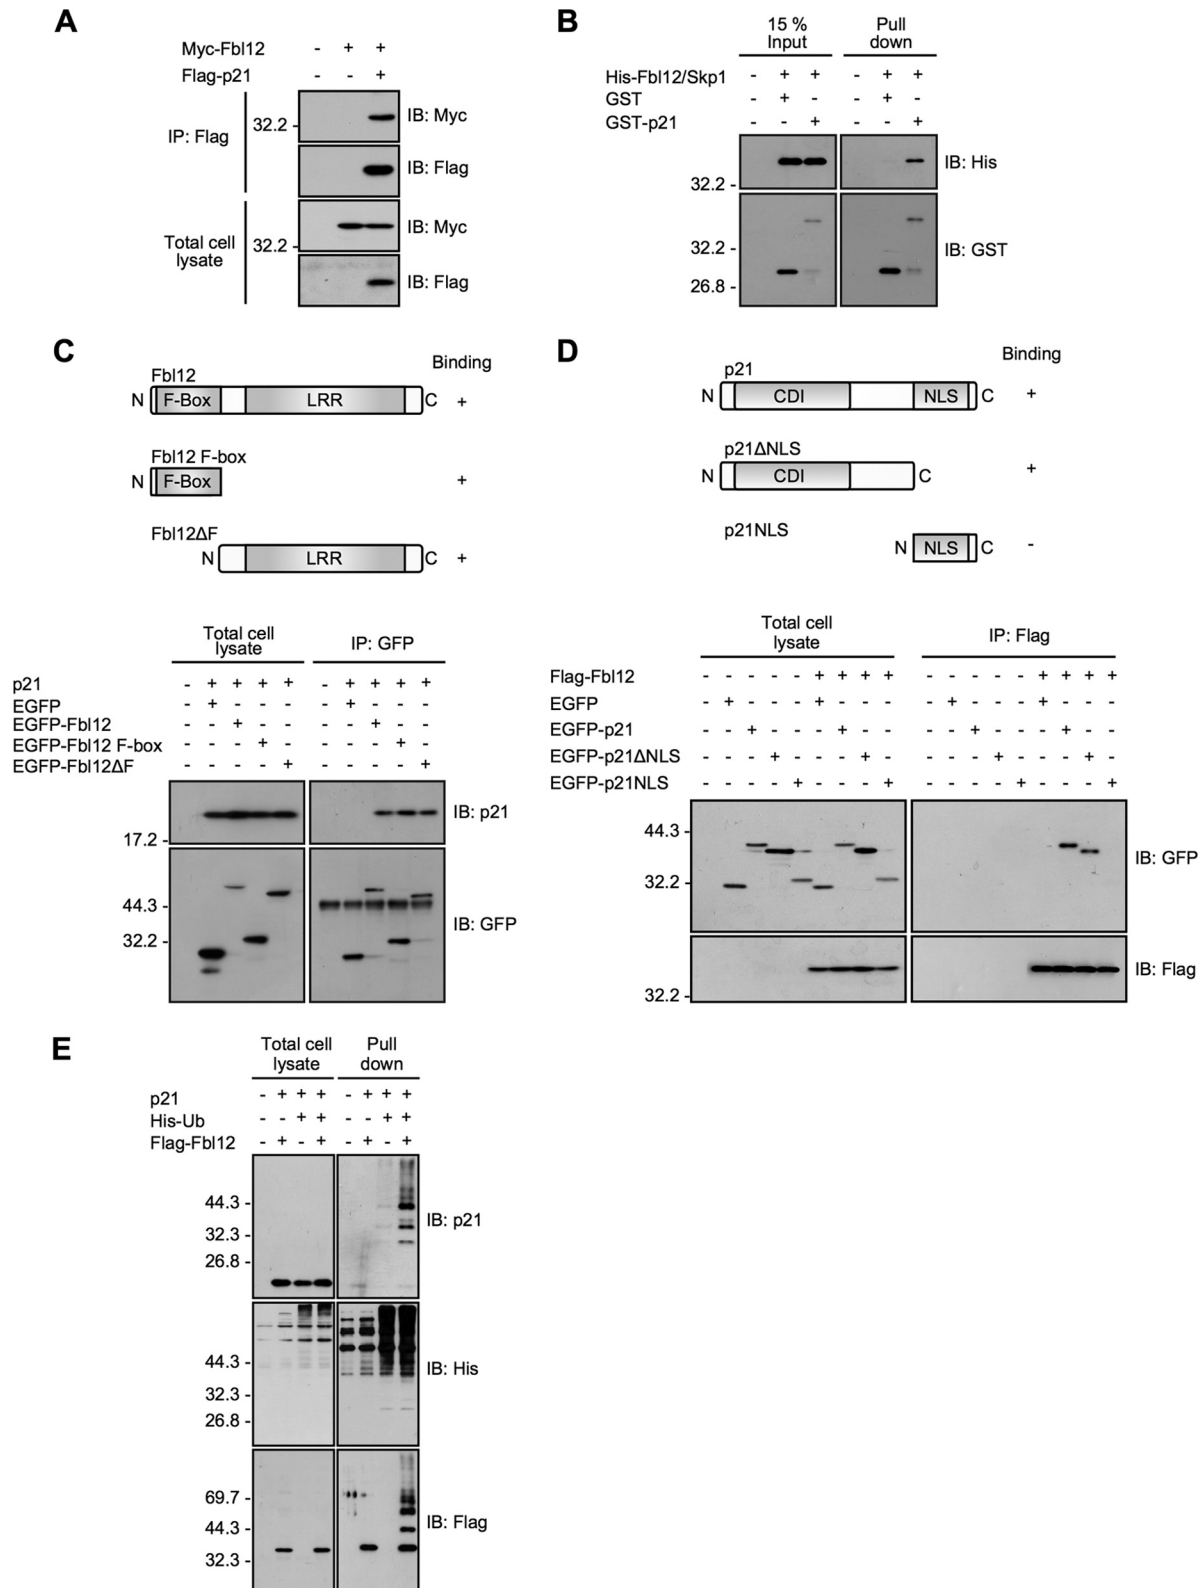 A
Myc-Fbl12 - + +
Flag-p21 - - +
IP: Flag
32.2 -
IB: Myc
IB: Flag
Total cell
lysate
32.2 -
IB: Myc
IB: Flag
B
15 %
Input
Pull
down
His-Fbl12/Skp1 - + + - + +
GST - + - - + -
GST-p21 - - + - - +
IB: His
32.2 -
32.2 -
IB: GST
26.8 -
C
Binding
Fbl12
N F-Box LRR C +
Fbl12 F-box
N F-Box +
Fbl12ΔF
N LRR C +
Total cell
lysate
IP: GFP
p21 - + + + + - + + + +
EGFP - + - - - - + - - -
EGFP-Fbl12 - - + - - - - + - -
EGFP-Fbl12 F-box - - - + - - - - + -
EGFP-Fbl12ΔF - - - - + - - - - +
IB: p21
17.2 -
44.3 -
IB: GFP
32.2 -
D
Binding
p21
N CDI NLS C +
p21ΔNLS
N CDI C +
p21NLS
N NLS C -
Total cell
lysate
IP: Flag
Flag-Fbl12 - - - - - + + + + - - - - - + + + +
EGFP - + - - - + - - - - + - - - + - - -
EGFP-p21 - - + - - - + - - - - + - - - + - -
EGFP-p21ΔNLS - - - + - - - + - - - - + - - - + -
EGFP-p21NLS - - - - + - - - + - - - - + - - - +
44.3 -
IB: GFP
32.2 -
IB: Flag
32.2 -
E
Total cell
lysate
Pull
down
p21 - + + + - + + +
His-Ub - - + + - - + +
Flag-Fbl12 - + - + - + - +
44.3 -
IB: p21
32.3 -
26.8 -
44.3 -
IB: His
32.3 -
26.8 -
69.7 -
IB: Flag
44.3 -
32.3 -